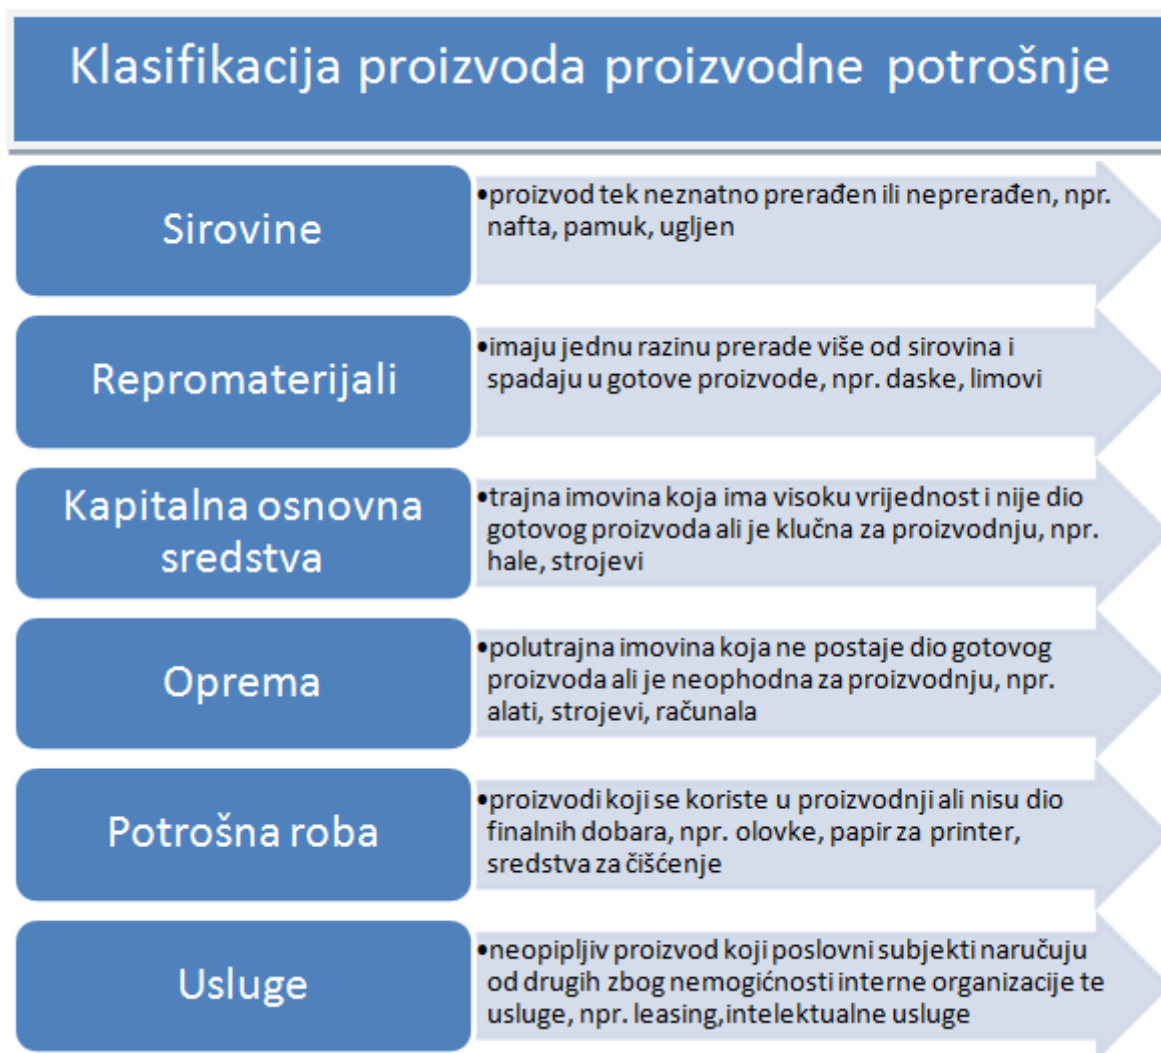 Klasifikacija proizvoda proizvodne potrošnje
Sirovine
•proizvod tek neznatno prerađen ili neprerađen, npr.
nafta, pamuk, ugljen
Repromaterijali
•imaju jednu razinu prerade više od sirovina i
spadaju u gotove proizvode, npr. daske, limovi
Kapitalna osnovna
sredstva
•trajna imovina koja ima visoku vrijednost i nije dio
gotovog proizvoda ali je klučna za proizvodnju, npr.
hale, strojevi
Oprema
•polutrajna imovina koja ne postaje dio gotovog
proizvoda ali je neophodna za proizvodnju, npr.
alati, strojevi, računala
Potrošna roba
•proizvodi koji se koriste u proizvodnji ali nisu dio
finalnih dobara, npr. olovke, papir za printer,
sredstva za čišćenje
Usluge
•neopipljiv proizvod koji poslovni subjekti naručuju
od drugih zbog nemogićnosti interne organizacije te
usluge, npr. leasing,intelektualne usluge